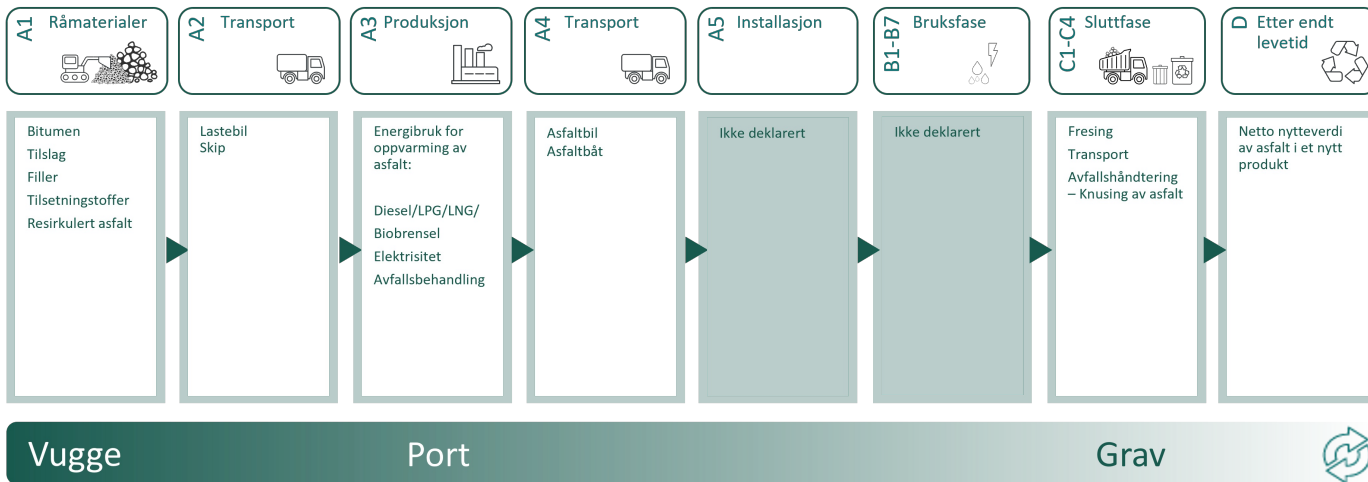 A1 Råmaterialer
A2 Transport
A3 Produksjon
A4 Transport
A5 Installasjon
B1-B7 Bruksfase
C1-C4 Sluttfase
D Etter endt
levetid
Bitumen
Tilslag
Filler
Tilsetningstoffer
Resirkulert asfalt
Lastebil
Skip
Energibruk for
oppvarming av
asfalt:
Diesel/LPG/LNG/
Biobrensel
Elektrisitet
Avfallsbehandling
Asfaltbil
Asfaltbåt
Ikke deklarert
Ikke deklarert
Fresing
Transport
Avfallshåndtering
– Knusing av asfalt
Netto nytteverdi
av asfalt i et nytt
produkt
Vugge
Port
Grav